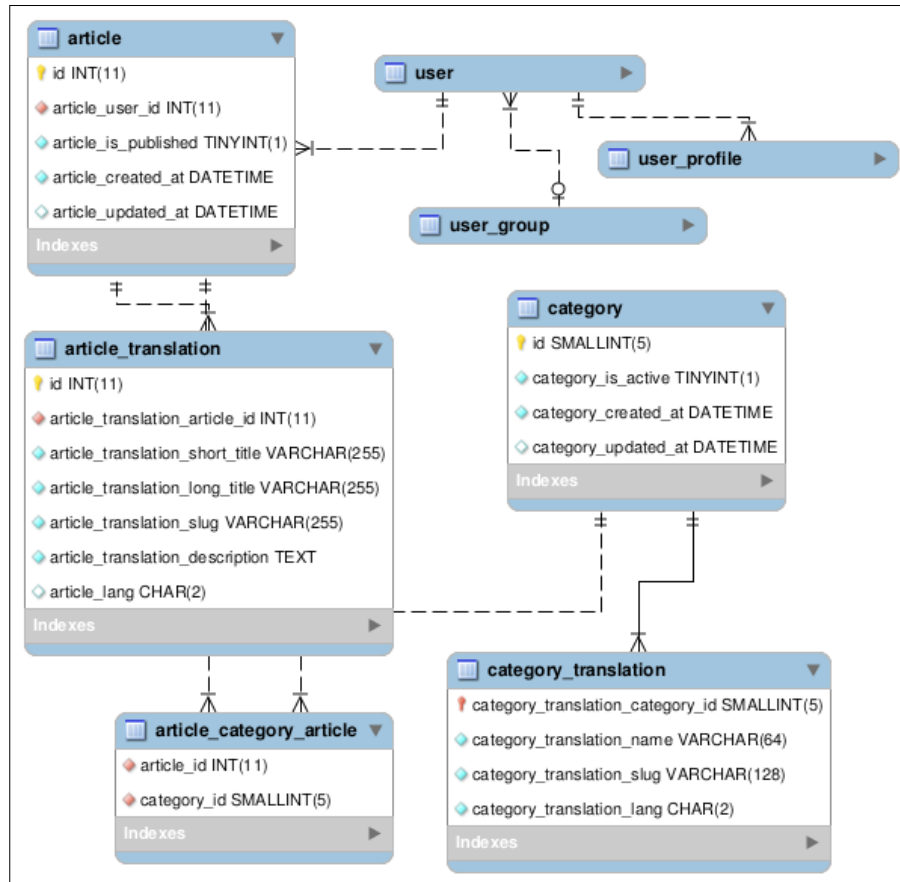 article
id INT(11)
article_user_id INT(11)
article_is_published TINYINT(1)
article_created_at DATETIME
article_updated_at DATETIME
Indexes
user
user_profile
user_group
article_translation
id INT(11)
article_translation_article_id INT(11)
article_translation_short_title VARCHAR(255)
article_translation_long_title VARCHAR(255)
article_translation_slug VARCHAR(255)
article_translation_description TEXT
article_lang CHAR(2)
Indexes
category
id SMALLINT(5)
category_is_active TINYINT(1)
category_created_at DATETIME
category_updated_at DATETIME
Indexes
article_category_article
article_id INT(11)
category_id SMALLINT(5)
Indexes
category_translation
category_translation_category_id SMALLINT(5)
category_translation_name VARCHAR(64)
category_translation_slug VARCHAR(128)
category_translation_lang CHAR(2)
Indexes